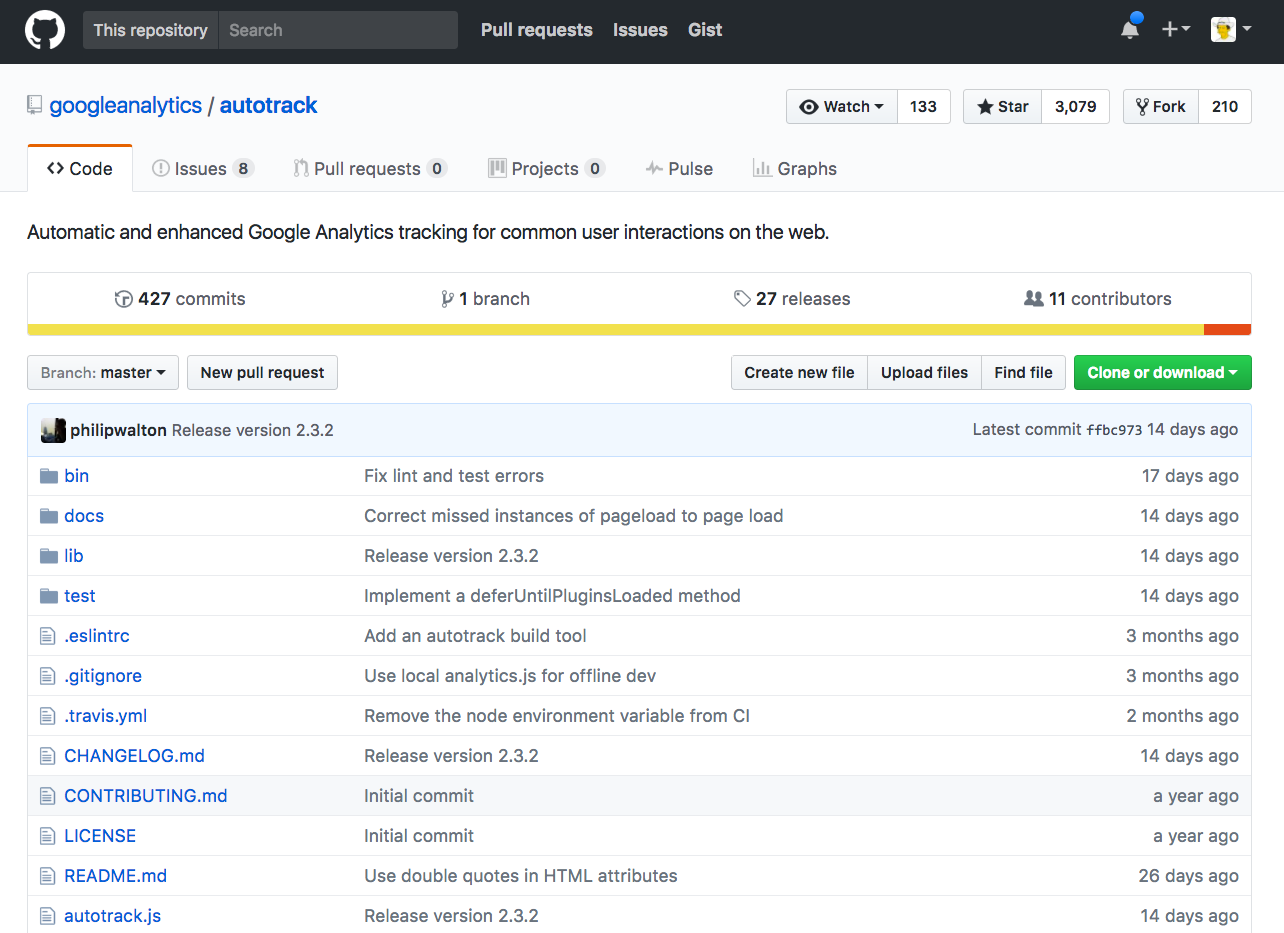 This repository Search Pull requests Issues Gist
googleanalytics / autotrack Watch 133 Star 3,079 Fork 210
Code Issues 8 Pull requests 0 Projects 0 Pulse Graphs
Automatic and enhanced Google Analytics tracking for common user interactions on the web.
427 commits 1 branch 27 releases 11 contributors
Branch: master New pull request Create new file Upload files Find file Clone or download
philipwalton Release version 2.3.2 Latest commit ffbc973 14 days ago
bin Fix lint and test errors 17 days ago
docs Correct missed instances of pageload to page load 14 days ago
lib Release version 2.3.2 14 days ago
test Implement a deferUntilPluginsLoaded method 14 days ago
.eslintrc Add an autotrack build tool 3 months ago
.gitignore Use local analytics.js for offline dev 3 months ago
.travis.yml Remove the node environment variable from CI 2 months ago
CHANGELOG.md Release version 2.3.2 14 days ago
CONTRIBUTING.md Initial commit a year ago
LICENSE Initial commit a year ago
README.md Use double quotes in HTML attributes 26 days ago
autotrack.js Release version 2.3.2 14 days ago